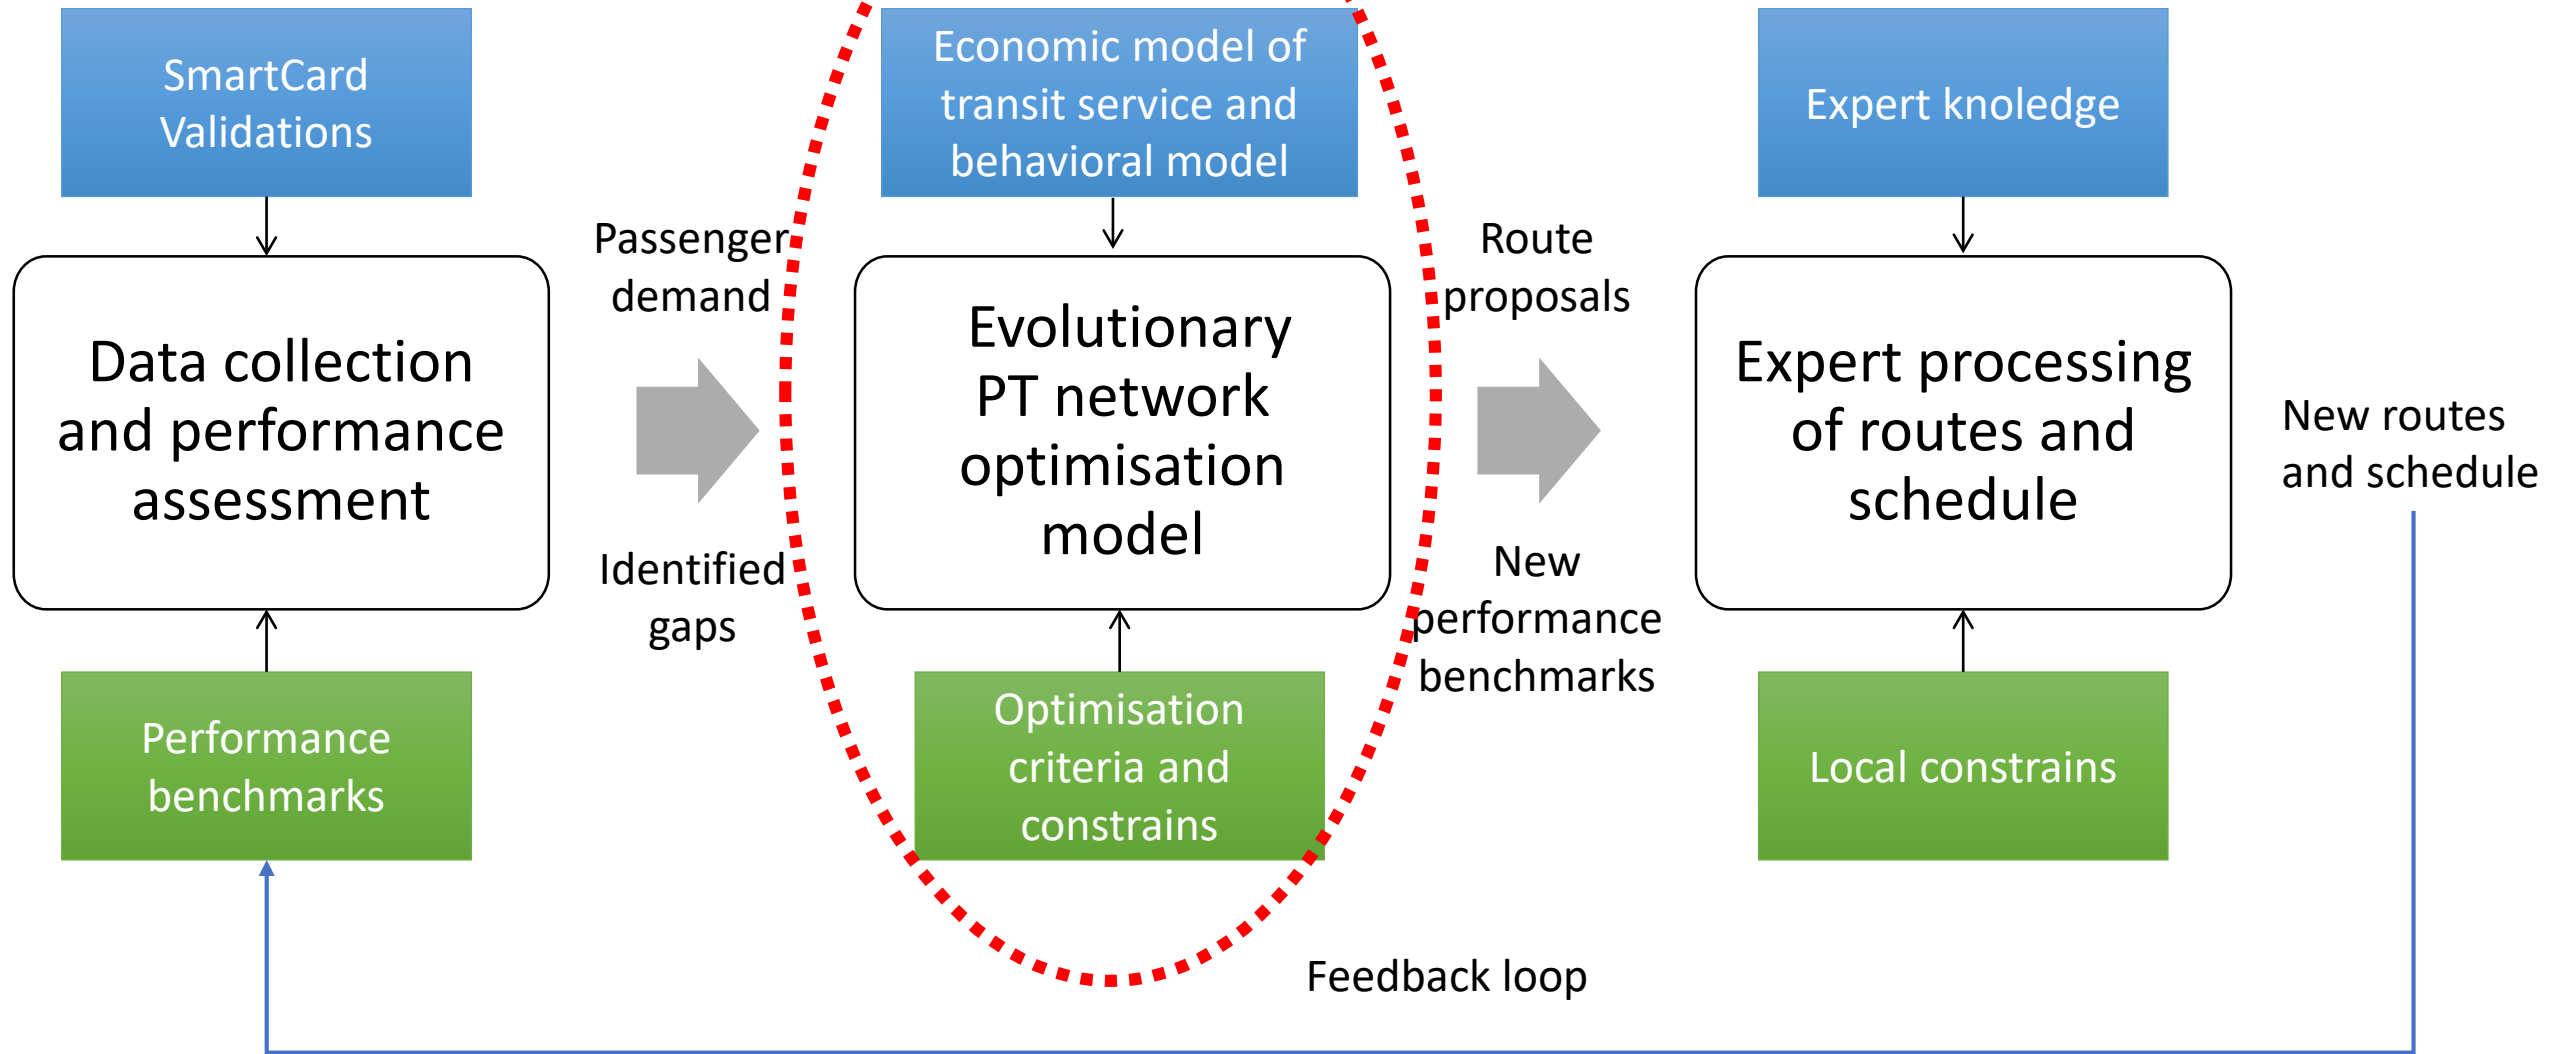 SmartCard
Validations
Economic model of
transit service and
behavioral model
Expert knoledge
Data collection
and performance
assessment
Passenger
demand
Identified
gaps
Evolutionary
PT network
optimisation
model
Route
proposals
New
performance
benchmarks
Expert processing
of routes and
schedule
New routes
and schedule
Performance
benchmarks
Optimisation
criteria and
constrains
Local constrains
Feedback loop